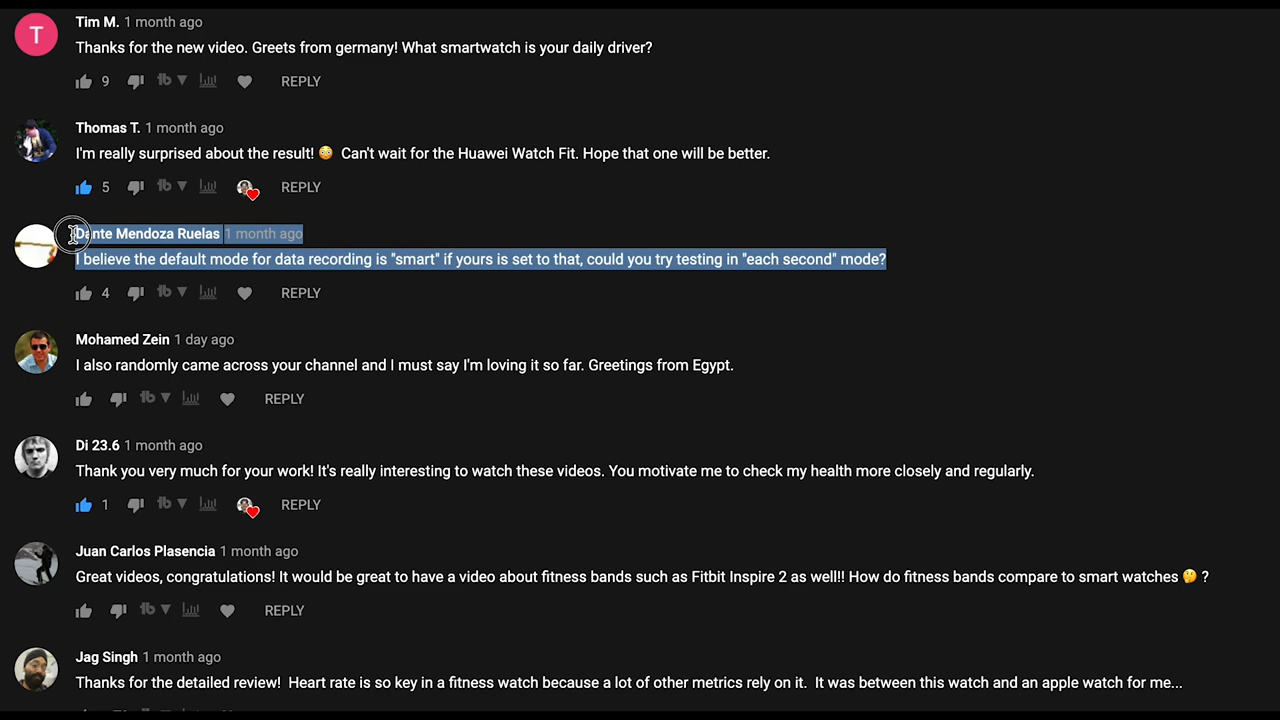 T
Tim M. 1 month ago
Thanks for the new video. Greets from germany! What smartwatch is your daily driver?
9 tb REPLY
Thomas T. 1 month ago
I'm really surprised about the result! 😳 Can't wait for the Huawei Watch Fit. Hope that one will be better.
5 tb REPLY
Dante Mendoza Ruelas 1 month ago
I believe the default mode for data recording is "smart" if yours is set to that, could you try testing in "each second" mode?
4 tb REPLY
Mohamed Zein 1 day ago
I also randomly came across your channel and I must say I'm loving it so far. Greetings from Egypt.
tb REPLY
Di 23.6 1 month ago
Thank you very much for your work! It's really interesting to watch these videos. You motivate me to check my health more closely and regularly.
1 tb REPLY
Juan Carlos Plasencia 1 month ago
Great videos, congratulations! It would be great to have a video about fitness bands such as Fitbit Inspire 2 as well!! How do fitness bands compare to smart watches 🤔 ?
tb REPLY
Jag Singh 1 month ago
Thanks for the detailed review! Heart rate is so key in a fitness watch because a lot of other metrics rely on it. It was between this watch and an apple watch for me...